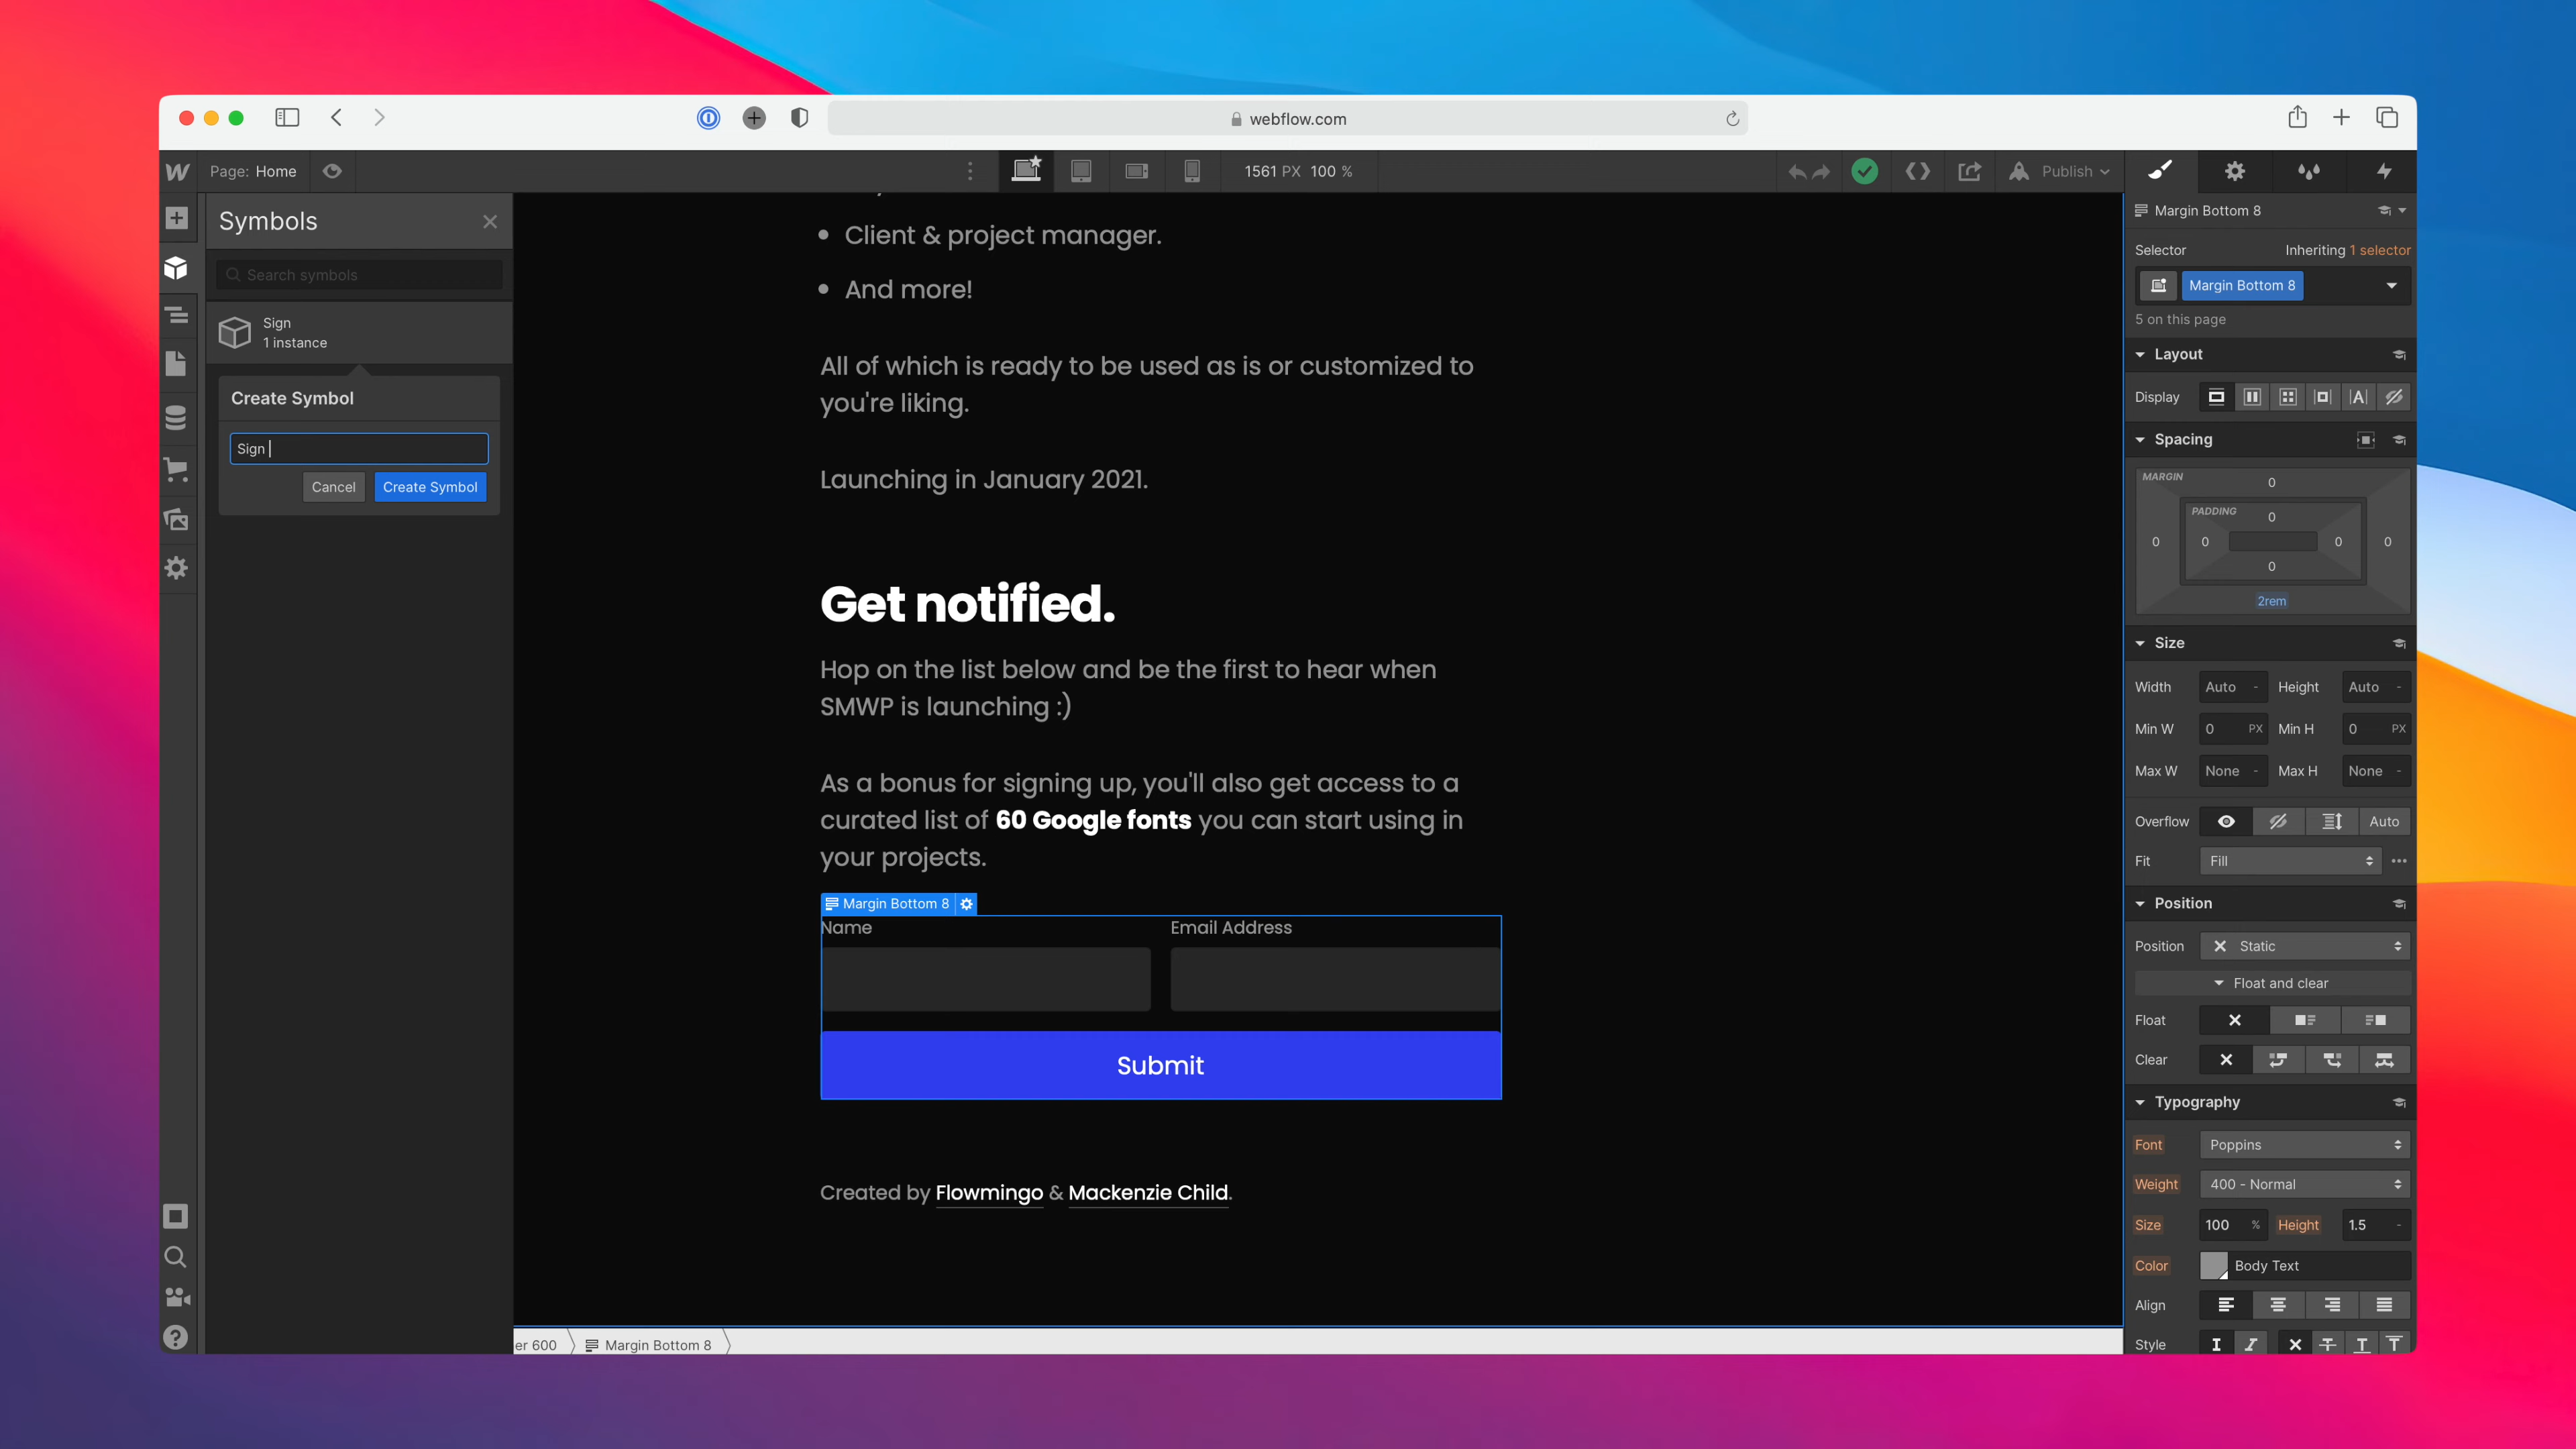 webflow.com
Page: Home
1561 PX 100 %
Publish
Symbols
Search symbols
Sign
1 instance
Create Symbol
Sign
Cancel
Create Symbol
Client & project manager.
And more!
All of which is ready to be used as is or customized to
you're liking.
Launching in January 2021.
Get notified.
Hop on the list below and be the first to hear when
SMWP is launching :)
As a bonus for signing up, you'll also get access to a
curated list of 60 Google fonts you can start using in
your projects.
Margin Bottom 8
Name
Email Address
Submit
Created by Flowmingo & Mackenzie Child.
er 600
Margin Bottom 8
Margin Bottom 8
Selector
Inheriting 1 selector
Margin Bottom 8
5 on this page
Layout
Display
Spacing
MARGIN
0
PADDING
0
0
0
0
0
0
2rem
Size
Width Auto - Height Auto -
Min W 0 PX Min H 0 PX
Max W None - Max H None -
Overflow Auto
Fit Fill
Position
Position Static
Float and clear
Float
Clear
Typography
Font Poppins
Weight 400 - Normal
Size 100 % Height 1.5 -
Color Body Text
Align
Style